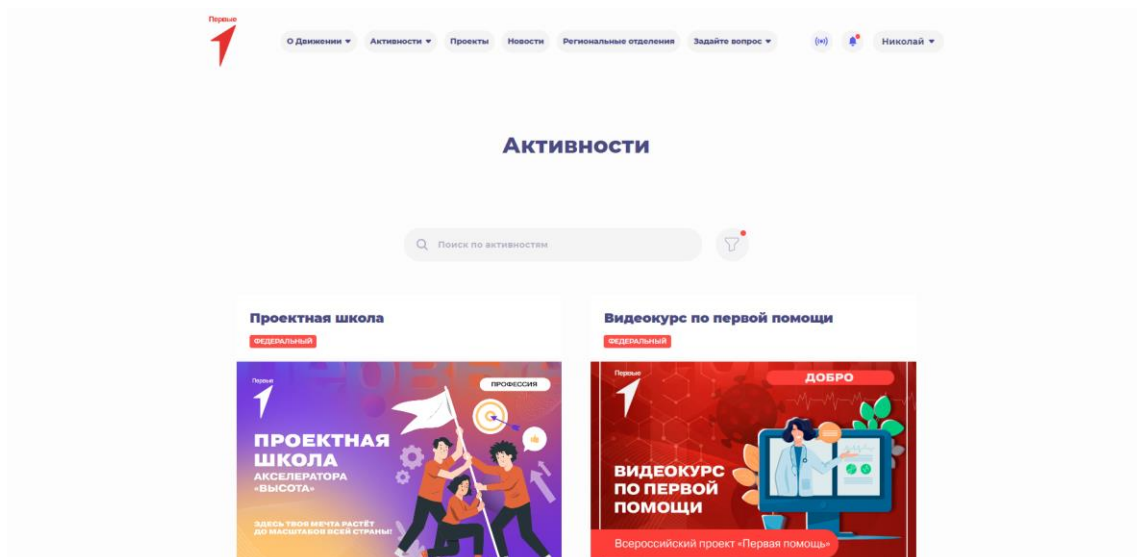 Первые
О Движении
Активности
Проекты
Новости
Региональные отделения
Задайте вопрос
Николай
Активности
Поиск по активностям
Проектная школа
ФЕДЕРАЛЬНЫЙ
Первые
ПРОФЕССИЯ
ПРОЕКТНАЯ
ШКОЛА
АКСЕЛЕРАТОРА
«ВЫСОТА»
ЗДЕСЬ ТВОЯ МЕЧТА РАСТЁТ
ДО МАСШТАБОВ ВСЕЙ СТРАНЫ!
Видеокурс по первой помощи
ФЕДЕРАЛЬНЫЙ
Первые
ДОБРО
ВИДЕОКУРС
ПО ПЕРВОЙ
ПОМОЩИ
Всероссийский проект «Первая помощь»